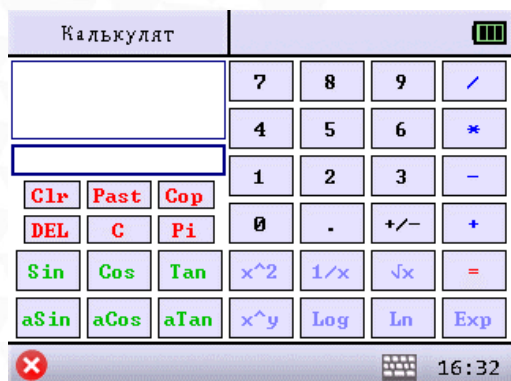 Калькулят
7 8 9 /
4 5 6 *
1 2 3 -
Clr Past Cop
0 . +/- +
DEL C Pi
Sin Cos Tan x^2 1/x √x =
aSin aCos aTan x^y Log Ln Exp
16:32